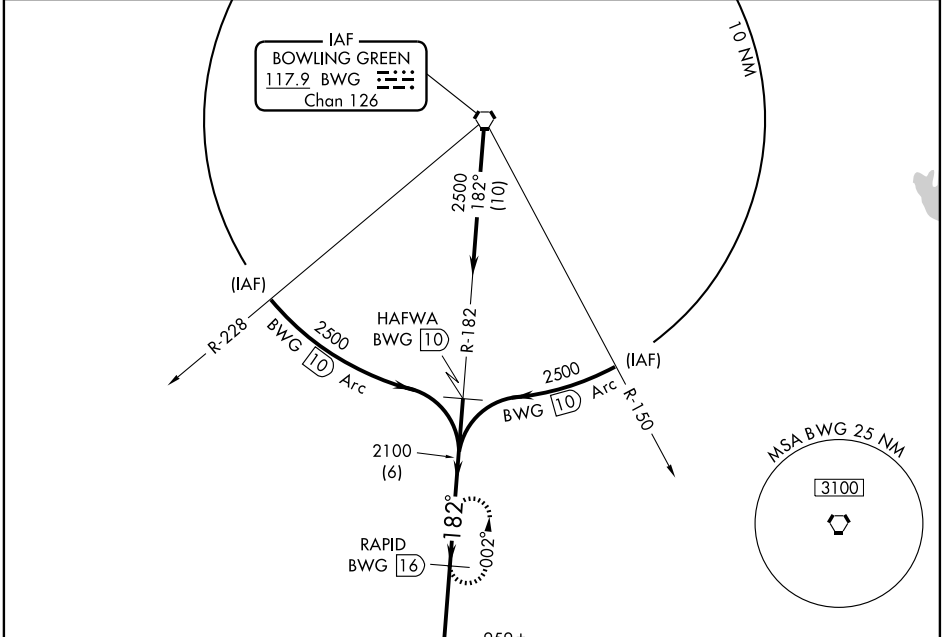 IAF
BOWLING GREEN
117.9 BWG
Chan 126
10 NM
2500
182°
(10)
(IAF)
R-228
2500
BWG 10 Arc
HAFWA
BWG 10
R-182
2500
BWG 10 Arc
(IAF)
R-150
2100
(6)
182°
002°
RAPID
BWG 16
MSA BWG 25 NM
3100